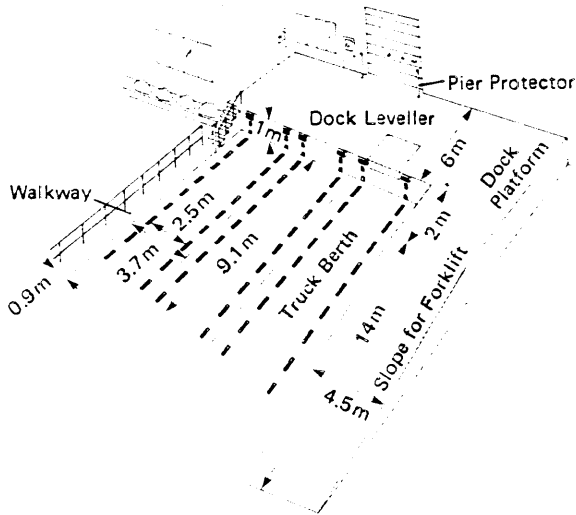 Pier Protector
Dock Leveller
1m
6m
Dock
Platform
Walkway
2.5m
2m
3.7m
9.1m
0.9m
Truck Berth
14m
Slope for Forklift
4.5m